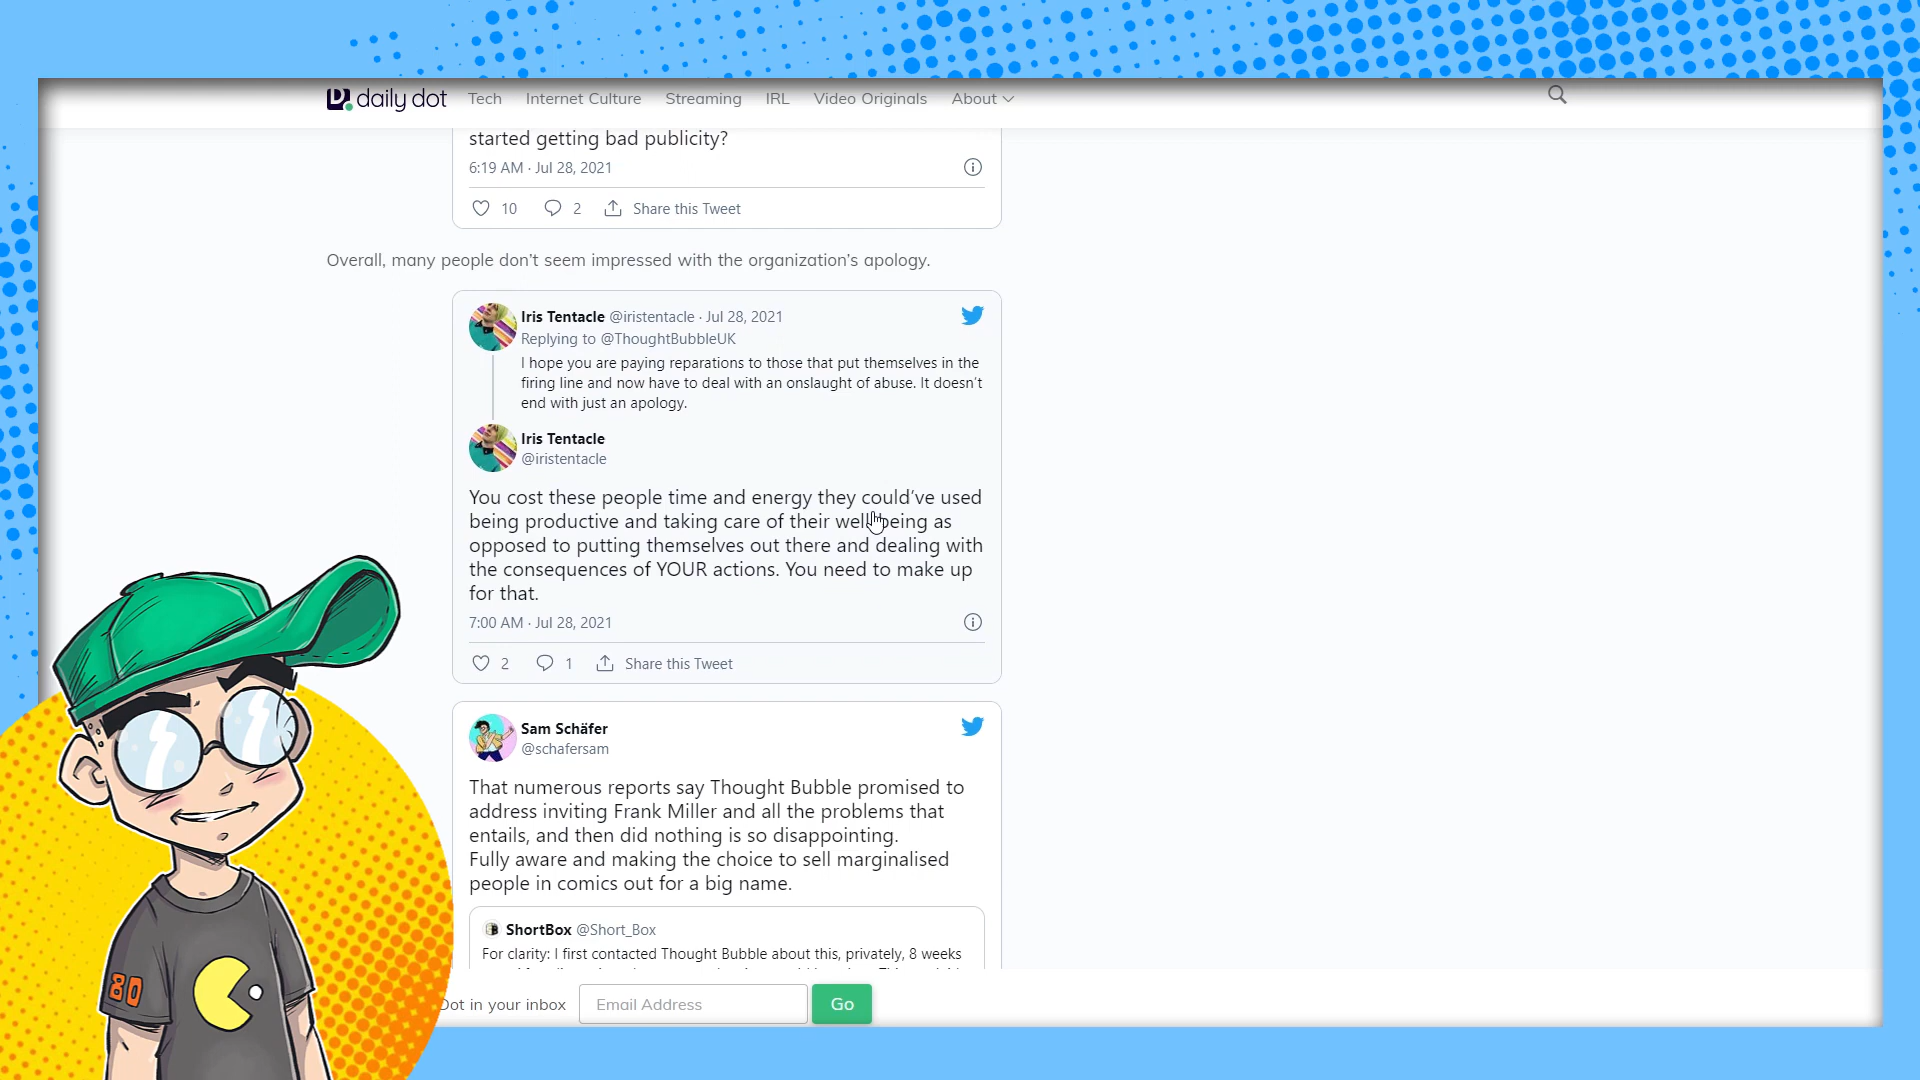 daily dot Tech Internet Culture Streaming IRL Video Originals About
started getting bad publicity?
6:19 AM · Jul 28, 2021
10 2 Share this Tweet
Overall, many people don't seem impressed with the organization's apology.
Iris Tentacle @iristentacle · Jul 28, 2021
Replying to @ThoughtBubbleUK
I hope you are paying reparations to those that put themselves in the
firing line and now have to deal with an onslaught of abuse. It doesn't
end with just an apology.
Iris Tentacle
@iristentacle
You cost these people time and energy they could've used
being productive and taking care of their well being as
opposed to putting themselves out there and dealing with
the consequences of YOUR actions. You need to make up
for that.
7:00 AM · Jul 28, 2021
2 1 Share this Tweet
Sam Schäfer
@schafersam
That numerous reports say Thought Bubble promised to
address inviting Frank Miller and all the problems that
entails, and then did nothing is so disappointing.
Fully aware and making the choice to sell marginalised
people in comics out for a big name.
ShortBox @Short_Box
For clarity: I first contacted Thought Bubble about this, privately, 8 weeks
Dot in your inbox Email Address Go
80